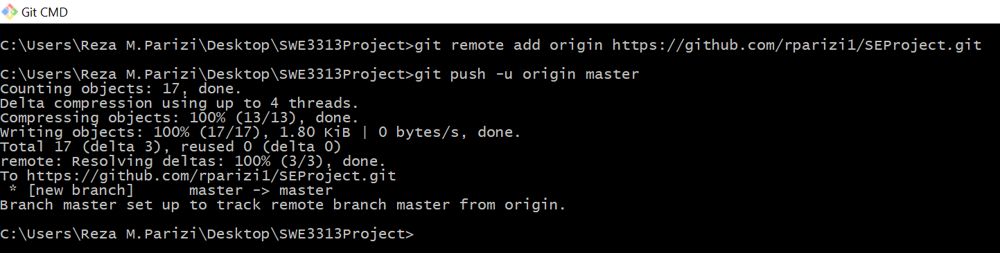 Git CMD
C:\Users\Reza M.Parizi\Desktop\SWE3313Project>git remote add origin https://github.com/rparizi1/SEProject.git
C:\Users\Reza M.Parizi\Desktop\SWE3313Project>git push -u origin master
Counting objects: 17, done.
Delta compression using up to 4 threads.
Compressing objects: 100% (13/13), done.
Writing objects: 100% (17/17), 1.80 KiB | 0 bytes/s, done.
Total 17 (delta 3), reused 0 (delta 0)
remote: Resolving deltas: 100% (3/3), done.
To https://github.com/rparizi1/SEProject.git
 * [new branch]      master -> master
Branch master set up to track remote branch master from origin.
C:\Users\Reza M.Parizi\Desktop\SWE3313Project>